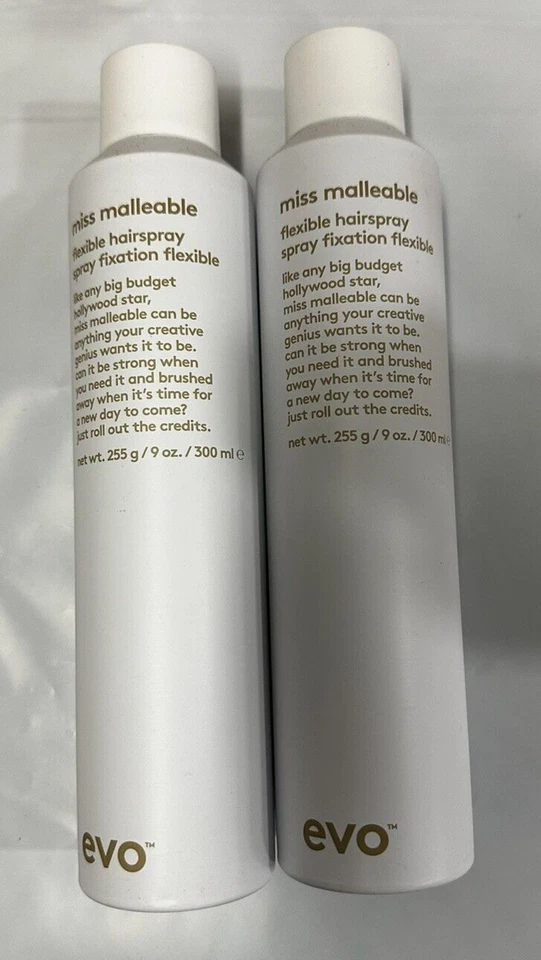 miss malleable
flexible hairspray
spray fixation flexible
like any big budget
hollywood star,
miss malleable can be
anything your creative
genius wants it to be.
can it be strong when
you need it and brushed
away when it's time for
a new day to come?
just roll out the credits.
net wt. 255 g / 9 oz. / 300 ml ℮
evo™
miss malleable
flexible hairspray
spray fixation flexible
like any big budget
hollywood star,
miss malleable can be
anything your creative
genius wants it to be.
can it be strong when
you need it and brushed
away when it's time for
a new day to come?
just roll out the credits.
net wt. 255 g / 9 oz. / 300 ml ℮
evo™